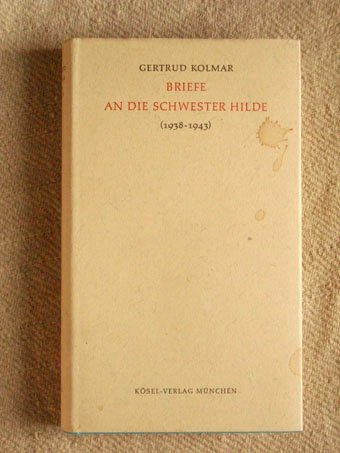 GERTRUD KOLMAR
BRIEFE
AN DIE SCHWESTER HILDE
(1938-1943)
KÖSEL-VERLAG MÜNCHEN